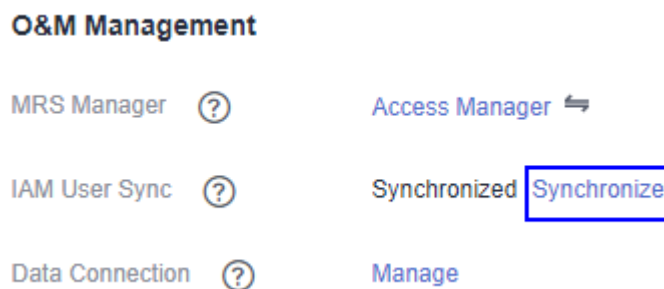 O&M Management
MRS Manager ? Access Manager
IAM User Sync ? Synchronized Synchronize
Data Connection ? Manage